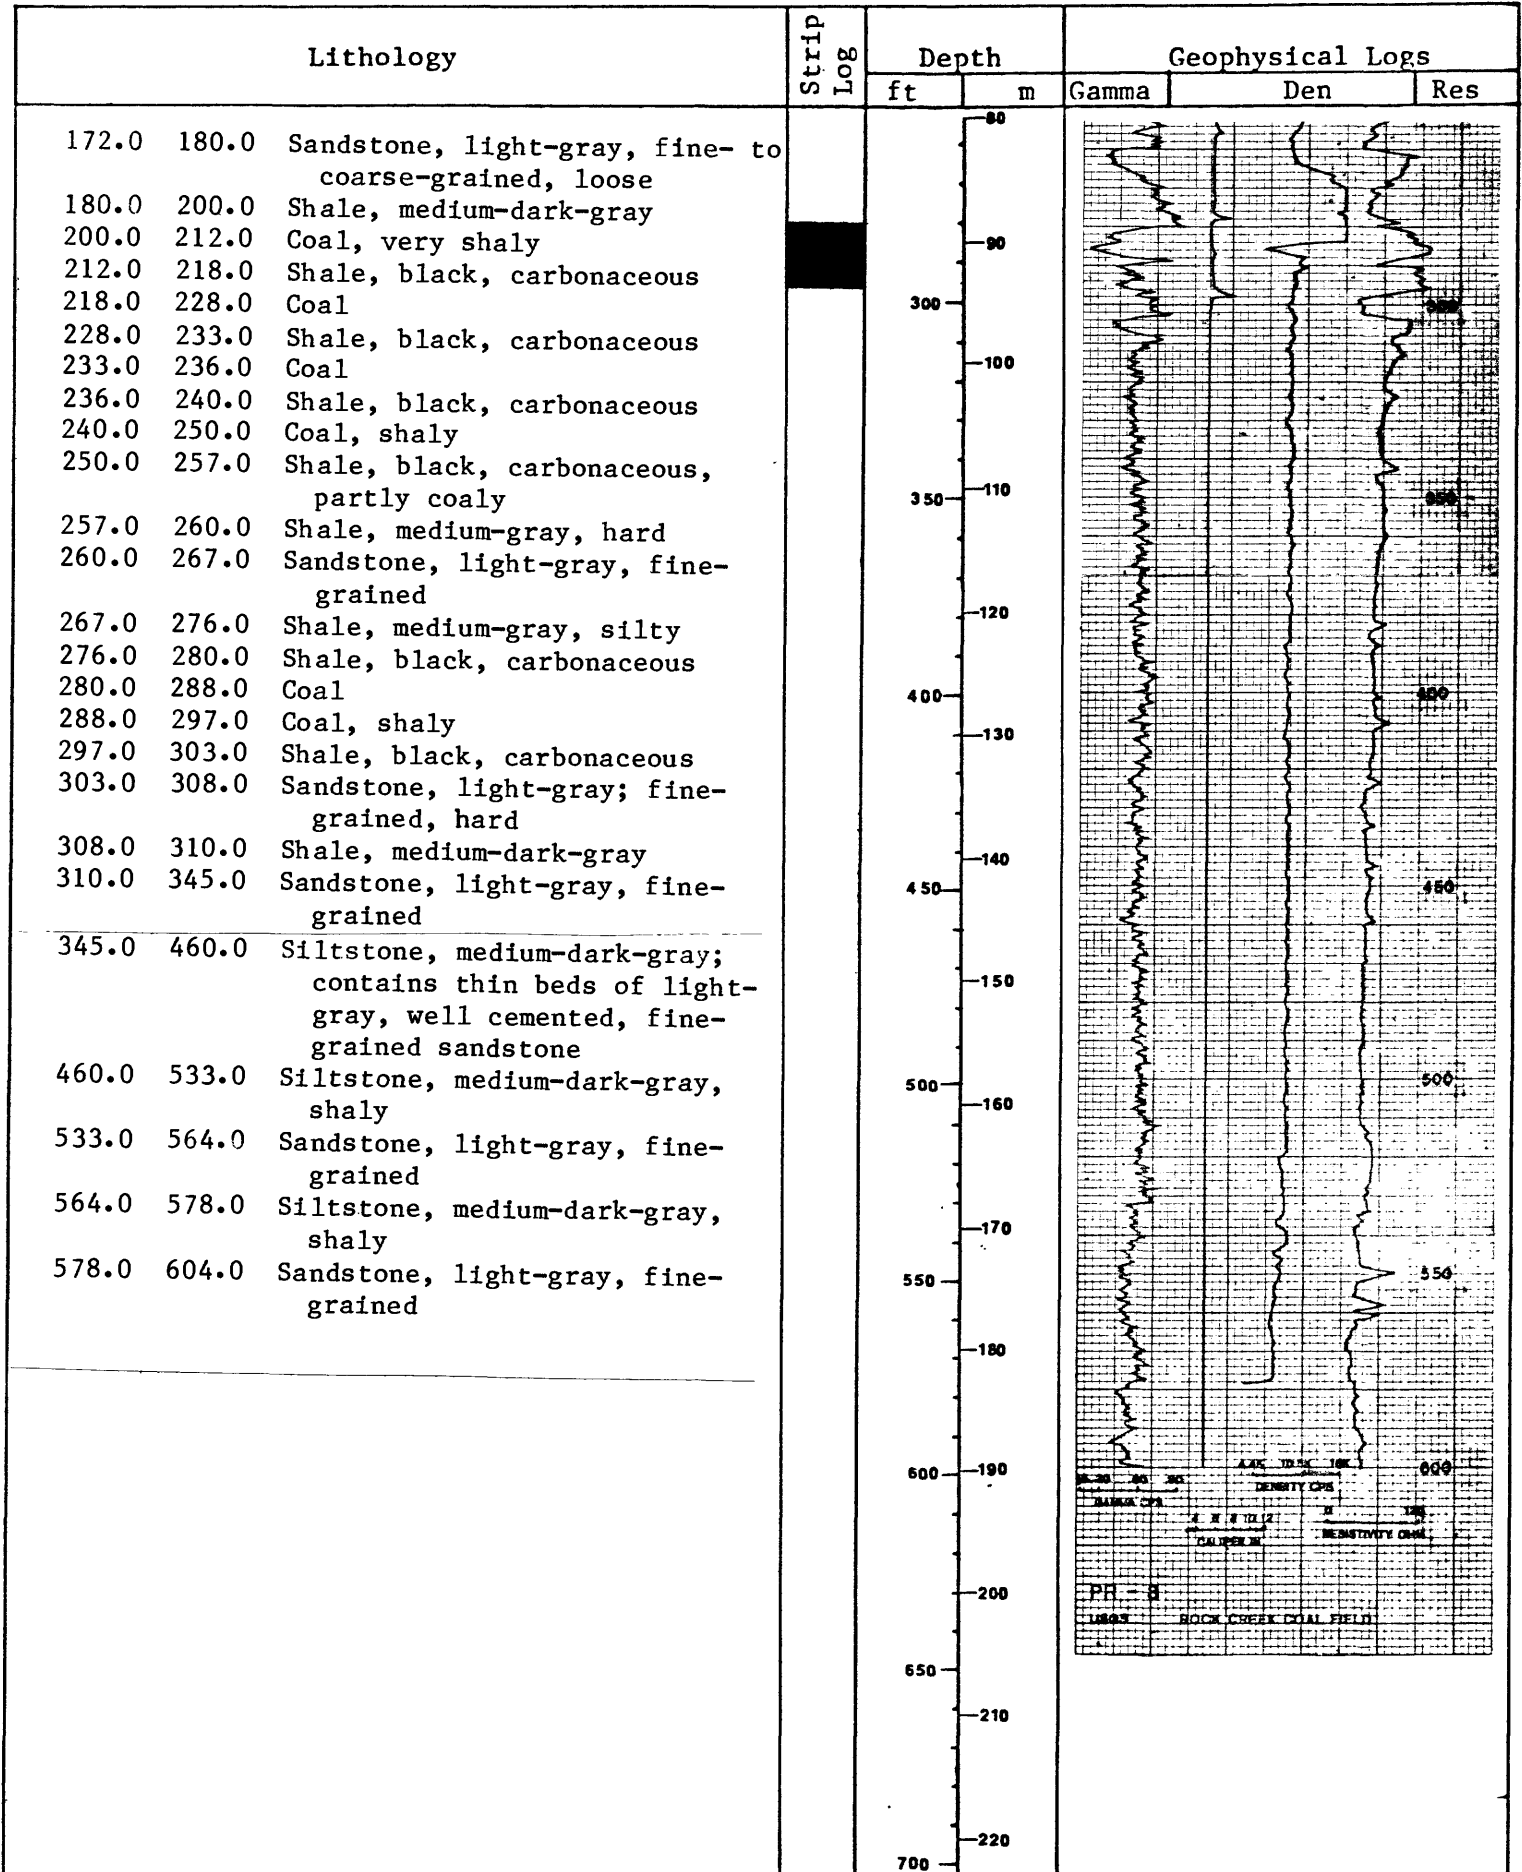 Lithology
Strip Log
Depth
Geophysical Logs
ft
m
Gamma
Den
Res
172.0 180.0 Sandstone, light-gray, fine- to
coarse-grained, loose
180.0 200.0 Shale, medium-dark-gray
200.0 212.0 Coal, very shaly
212.0 218.0 Shale, black, carbonaceous
218.0 228.0 Coal
228.0 233.0 Shale, black, carbonaceous
233.0 236.0 Coal
236.0 240.0 Shale, black, carbonaceous
240.0 250.0 Coal, shaly
250.0 257.0 Shale, black, carbonaceous,
partly coaly
257.0 260.0 Shale, medium-gray, hard
260.0 267.0 Sandstone, light-gray, fine-
grained
267.0 276.0 Shale, medium-gray, silty
276.0 280.0 Shale, black, carbonaceous
280.0 288.0 Coal
288.0 297.0 Coal, shaly
297.0 303.0 Shale, black, carbonaceous
303.0 308.0 Sandstone, light-gray; fine-
grained, hard
308.0 310.0 Shale, medium-dark-gray
310.0 345.0 Sandstone, light-gray, fine-
grained
345.0 460.0 Siltstone, medium-dark-gray;
contains thin beds of light-
gray, well cemented, fine-
grained sandstone
460.0 533.0 Siltstone, medium-dark-gray,
shaly
533.0 564.0 Sandstone, light-gray, fine-
grained
564.0 578.0 Siltstone, medium-dark-gray,
shaly
578.0 604.0 Sandstone, light-gray, fine-
grained
80
90
300
100
350
110
120
400
130
140
450
150
500
160
170
550
180
600
190
200
650
210
220
700
300
350
400
450
500
550
600
DENSITY CPS
GAMMA CPS
4 6 8 10 12
CALIPER IN
RESISTIVITY OHM
PR - 8
USGS ROCK CREEK COAL FIELD